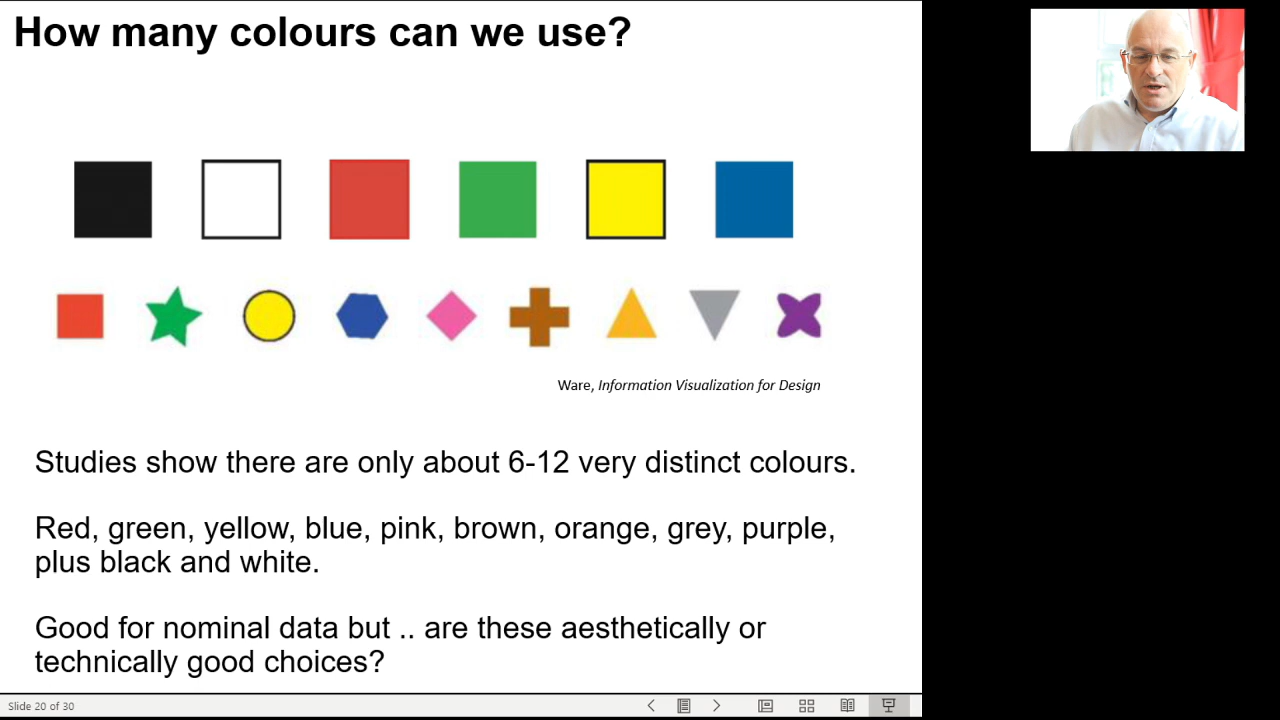 How many colours can we use?
Ware, Information Visualization for Design
Studies show there are only about 6-12 very distinct colours.
Red, green, yellow, blue, pink, brown, orange, grey, purple,
plus black and white.
Good for nominal data but .. are these aesthetically or
technically good choices?
Slide 20 of 30